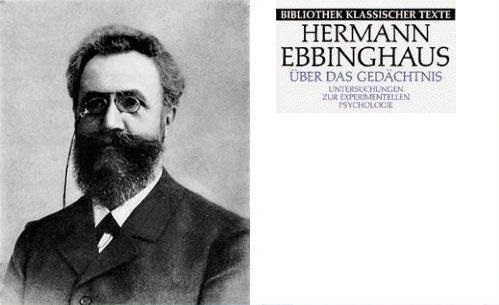 BIBLIOTHEK KLASSISCHER TEXTE
HERMANN
EBBINGHAUS
ÜBER DAS GEDÄCHTNIS
UNTERSUCHUNGEN
ZUR EXPERIMENTELLEN
PSYCHOLOGIE